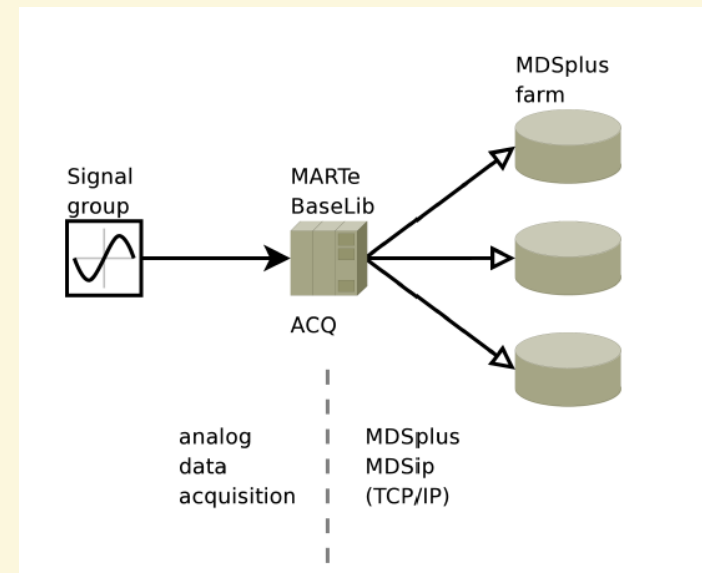 MDSplus
farm
Signal
group
MARTe
BaseLib
ACQ
analog
data
acquisition
MDSplus
MDSip
(TCP/IP)